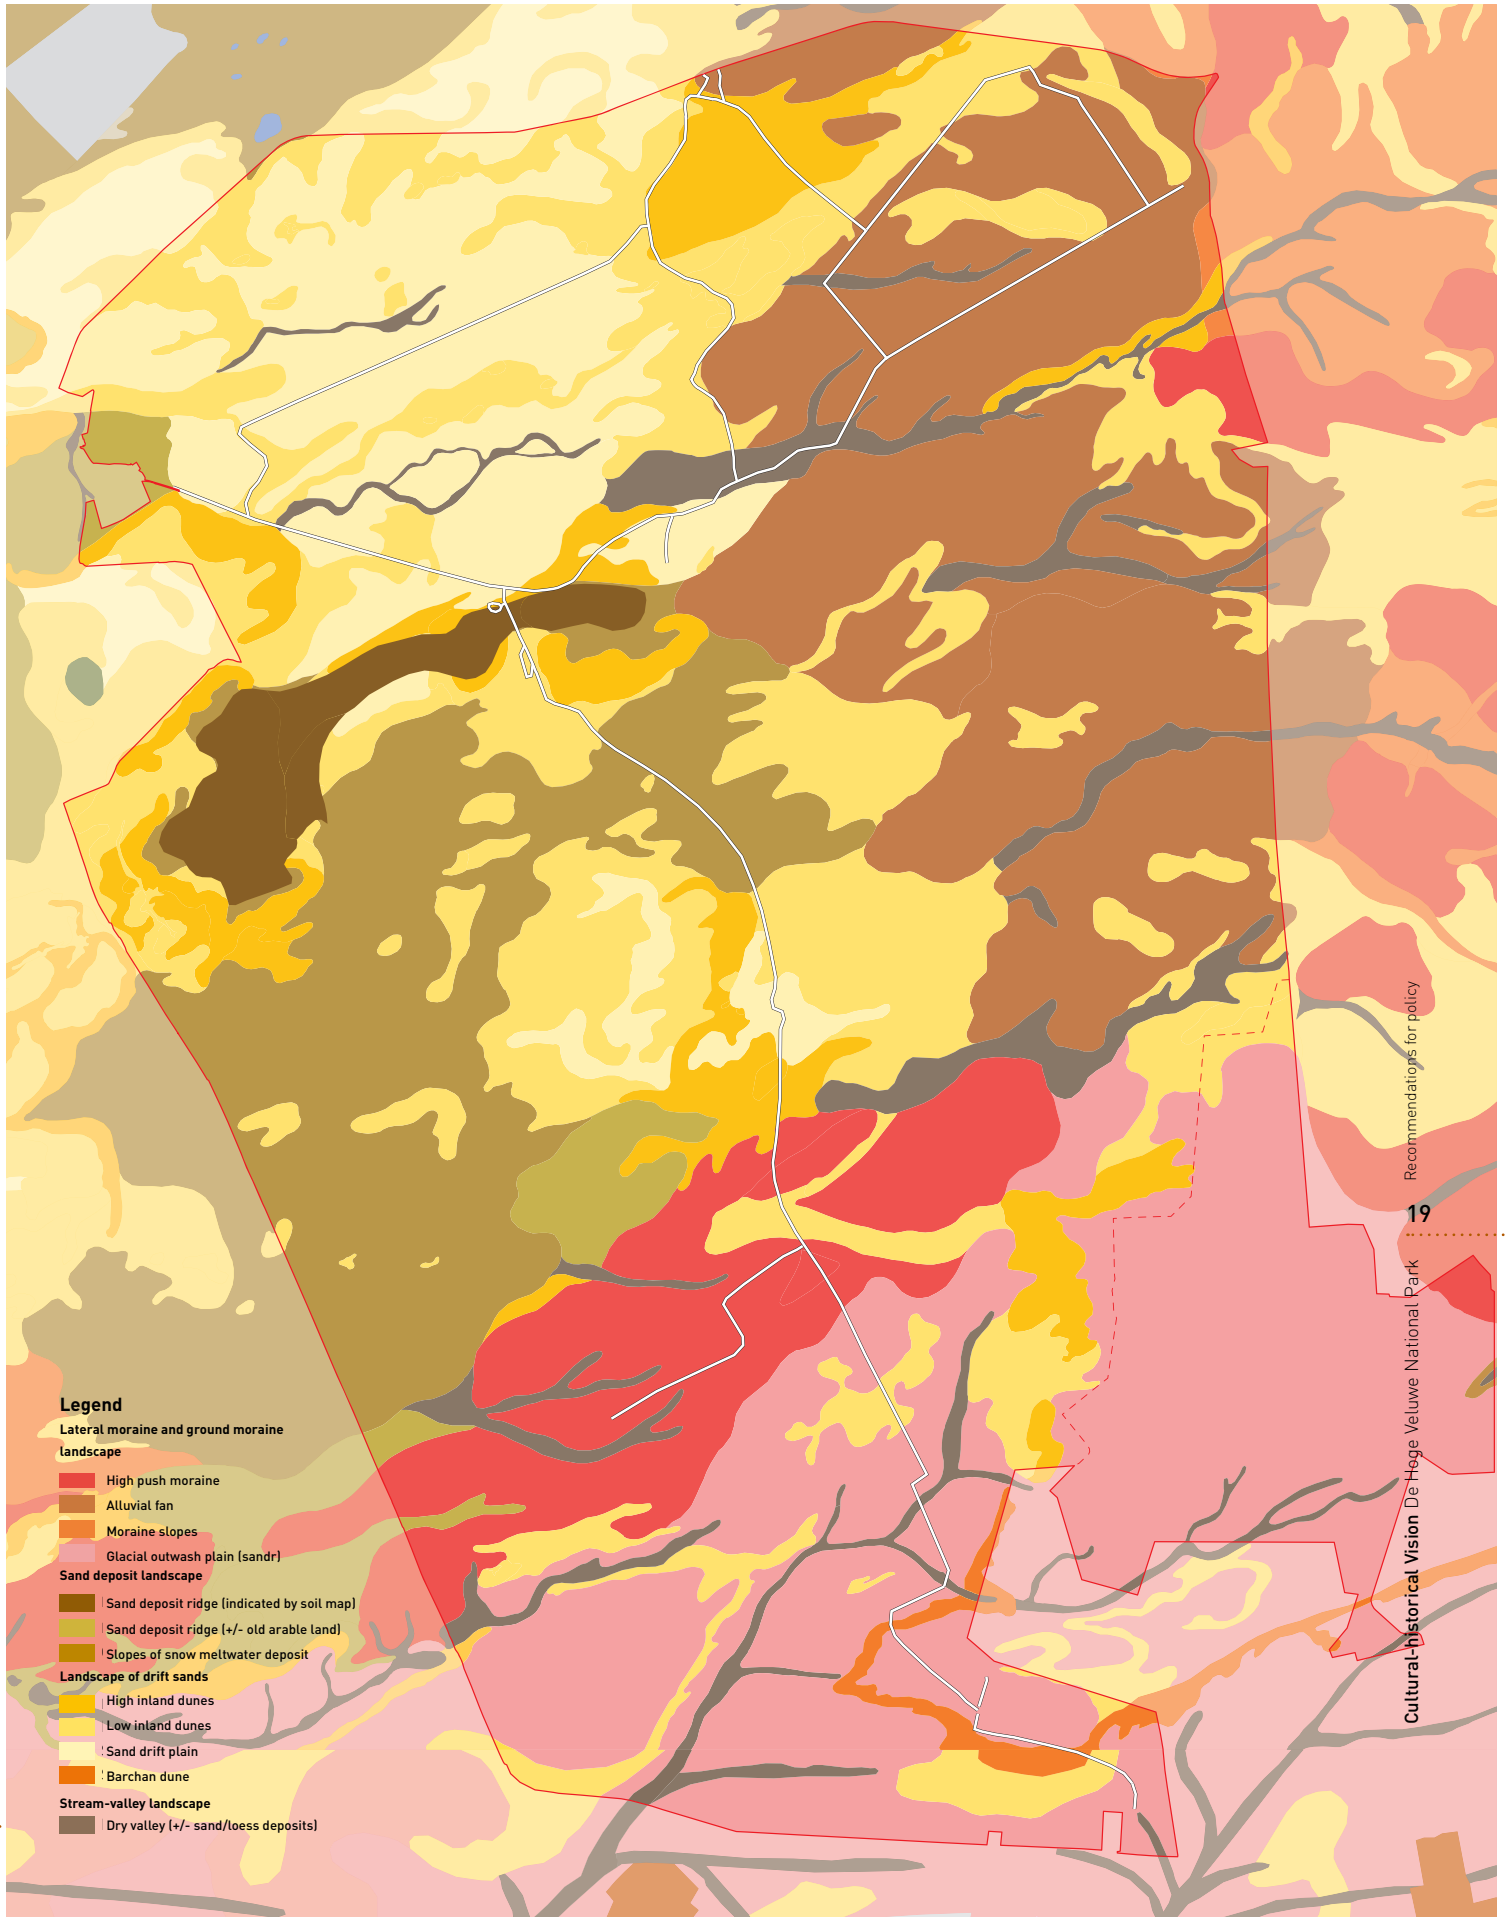 Legend
Lateral moraine and ground moraine
landscape
High push moraine
Alluvial fan
Moraine slopes
Glacial outwash plain (sandr)
Sand deposit landscape
Sand deposit ridge (indicated by soil map)
Sand deposit ridge (+/- old arable land)
Slopes of snow meltwater deposit
Landscape of drift sands
High inland dunes
Low inland dunes
Sand drift plain
Barchan dune
Stream-valley landscape
Dry valley (+/- sand/loess deposits)
Cultural-historical Vision De Hoge Veluwe National Park
19
Recommendations for policy